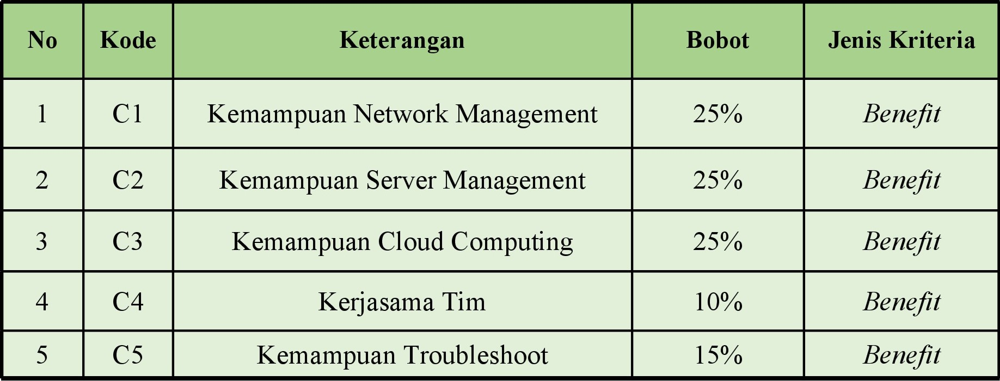 No Kode Keterangan Bobot Jenis Kriteria
1 C1 Kemampuan Network Management 25% Benefit
2 C2 Kemampuan Server Management 25% Benefit
3 C3 Kemampuan Cloud Computing 25% Benefit
4 C4 Kerjasama Tim 10% Benefit
5 C5 Kemampuan Troubleshoot 15% Benefit